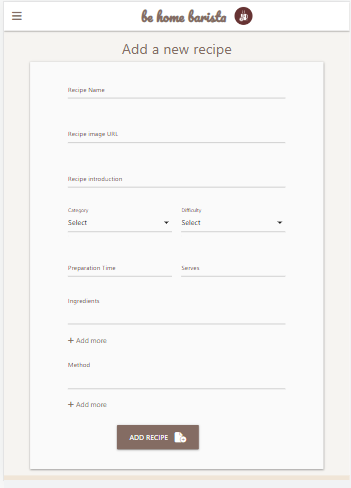 be home barista
Add a new recipe
Recipe Name
Recipe image URL
Recipe introduction
Category Difficulty
Select Select
Preparation Time Serves
Ingredients
+ Add more
Method
+ Add more
ADD RECIPE